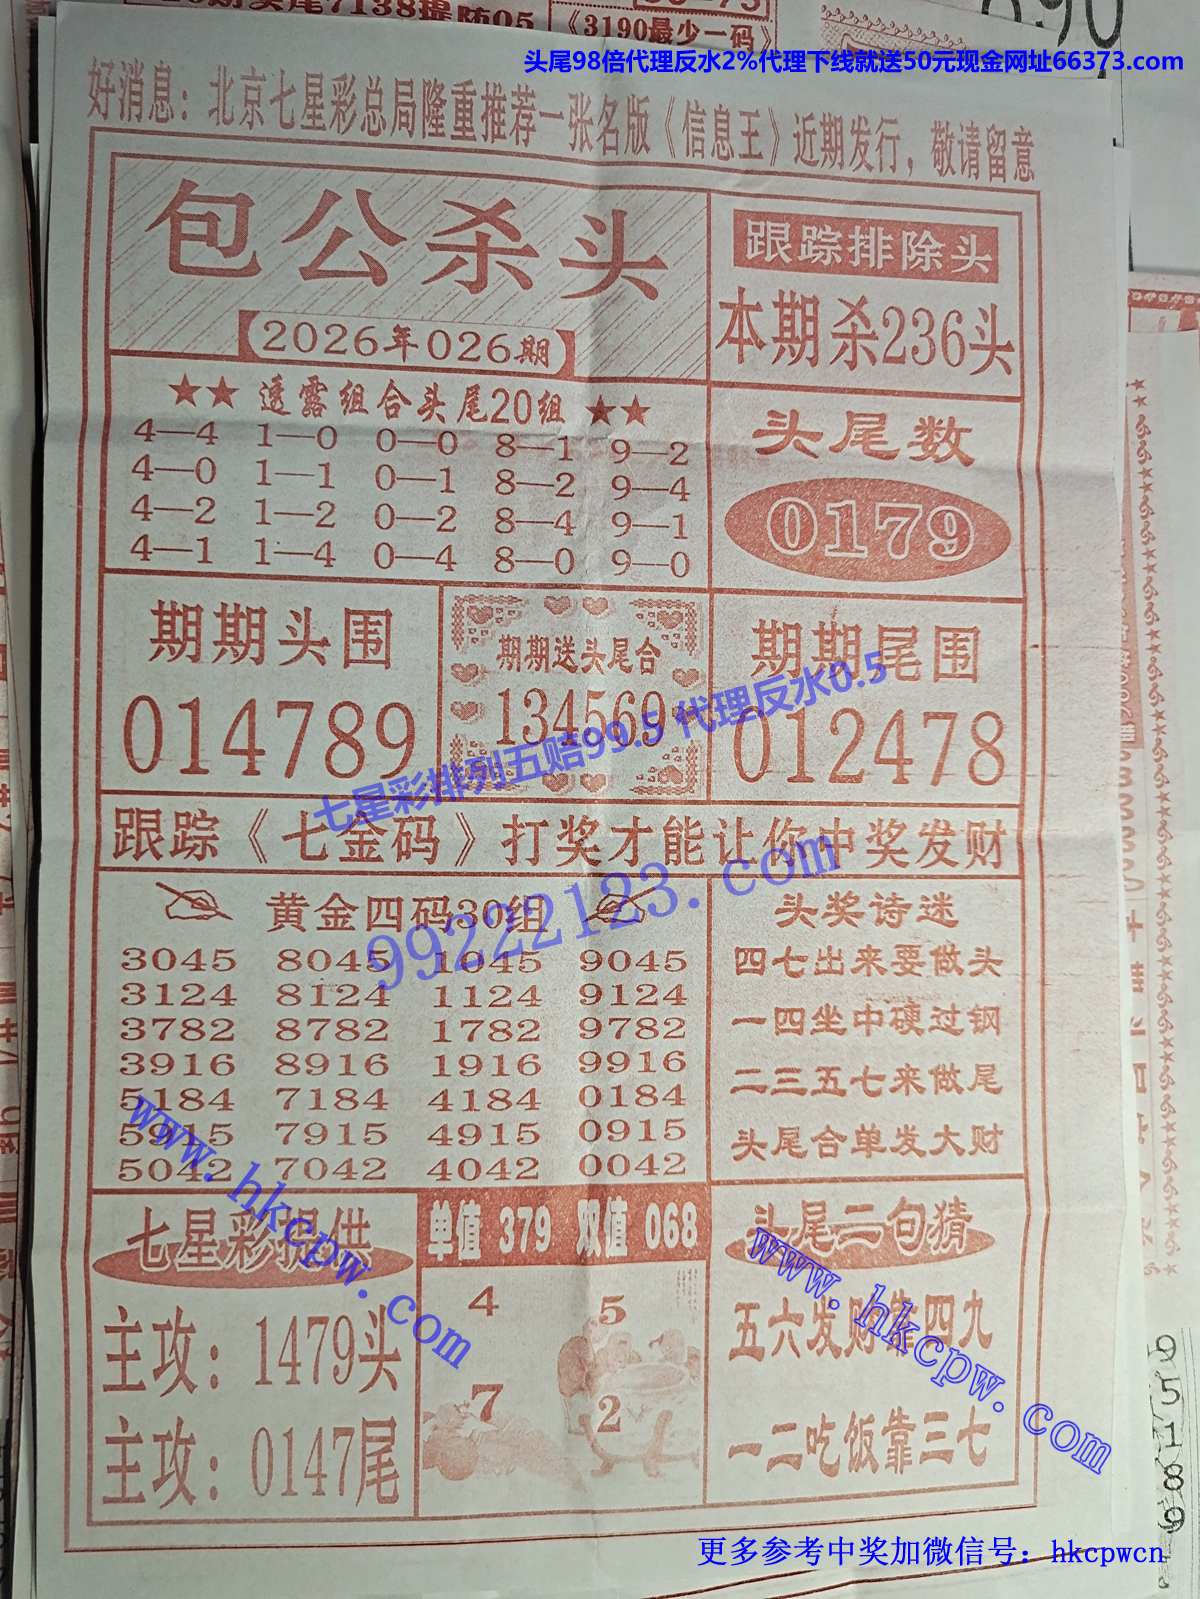 3190最少一码》
头尾98倍代理反水2%代理下线就送50元现金网址66373.com
好消息：北京七星彩总局隆重推荐一张名版《信息王》近期发行，敬请留意
包公杀头
【2026年026期】
跟踪排除头
本期杀236头
★★ 透露组合头尾20组 ★★
4—4 1—0 0—0 8—1 9—2
4—0 1—1 0—1 8—2 9—4
4—2 1—2 0—2 8—4 9—1
4—1 1—4 0—4 8—0 9—0
头尾数
0179
期期头围
014789
期期送头尾合
134569
期期尾围
012478
七星彩排列五赔99.5 代理反水0.5
跟踪《七金码》打奖才能让你中奖发财
99222123.com
黄金四码30组
3045 8045 1045 9045
3124 8124 1124 9124
3782 8782 1782 9782
3916 8916 1916 9916
5184 7184 4184 0184
5915 7915 4915 0915
5042 7042 4042 0042
头奖诗迷
四七出来要做头
一四坐中硬过钢
二三五七来做尾
头尾合单发大财
www.hkcpw.com
七星彩提供
主攻：1479头
主攻：0147尾
单值 379 双值 068
4 5
7 2
头尾二句猜
五六发财靠四九
一二吃饭靠三七
www.hkcpw.com
95189
更多参考中奖加微信号：hkcpwcn